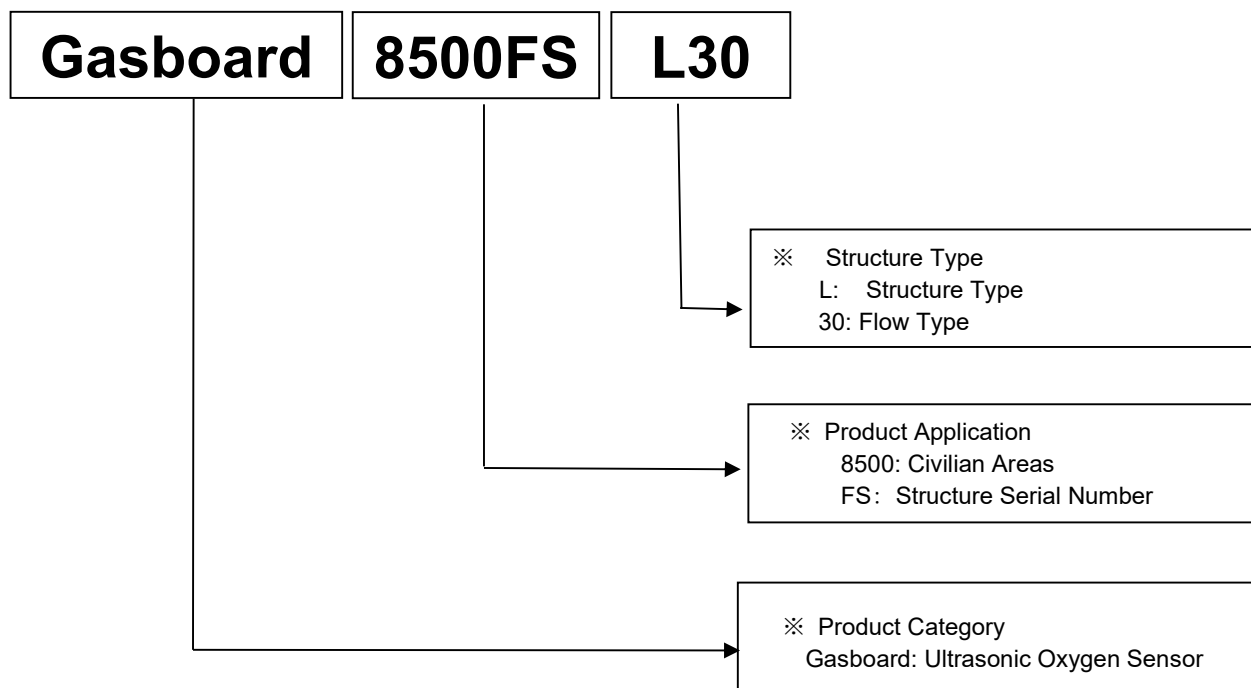 Gasboard 8500FS L30
※ Structure Type
L: Structure Type
30: Flow Type
※ Product Application
8500: Civilian Areas
FS: Structure Serial Number
※ Product Category
Gasboard: Ultrasonic Oxygen Sensor